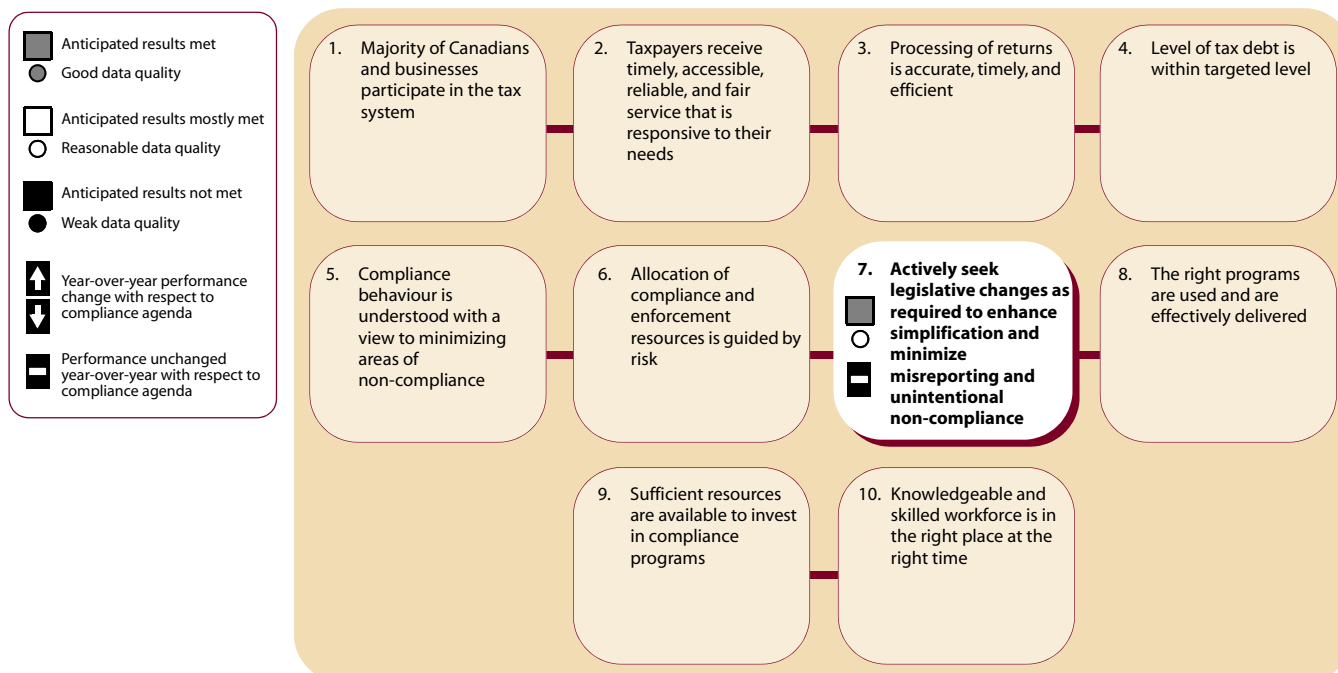 Anticipated results met
Good data quality
Anticipated results mostly met
Reasonable data quality
Anticipated results not met
Weak data quality
Year-over-year performance
change with respect to
compliance agenda
Performance unchanged
year-over-year with respect to
compliance agenda
1. Majority of Canadians
and businesses
participate in the tax
system
2. Taxpayers receive
timely, accessible,
reliable, and fair
service that is
responsive to their
needs
3. Processing of returns
is accurate, timely, and
efficient
4. Level of tax debt is
within targeted level
5. Compliance
behaviour is
understood with a
view to minimizing
areas of
non-compliance
6. Allocation of
compliance and
enforcement
resources is guided by
risk
7. Actively seek
legislative changes as
required to enhance
simplification and
minimize
misreporting and
unintentional
non-compliance
8. The right programs
are used and are
effectively delivered
9. Sufficient resources
are available to invest
in compliance
programs
10. Knowledgeable and
skilled workforce is in
the right place at the
right time